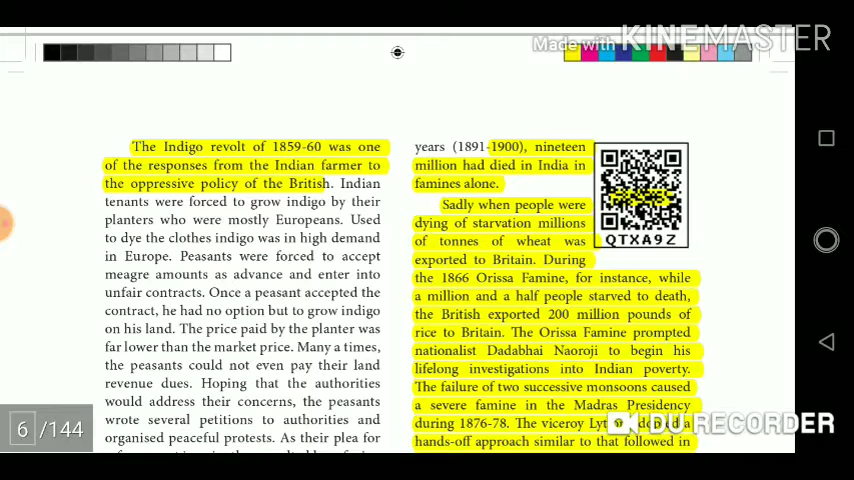 Made with KINEMASTER
The Indigo revolt of 1859-60 was one
of the responses from the Indian farmer to
the oppressive policy of the British. Indian
tenants were forced to grow indigo by their
planters who were mostly Europeans. Used
to dye the clothes indigo was in high demand
in Europe. Peasants were forced to accept
meagre amounts as advance and enter into
unfair contracts. Once a peasant accepted the
contract, he had no option but to grow indigo
on his land. The price paid by the planter was
far lower than the market price. Many a times,
the peasants could not even pay their land
revenue dues. Hoping that the authorities
would address their concerns, the peasants
wrote several petitions to authorities and
organised peaceful protests. As their plea for
years (1891-1900), nineteen
million had died in India in
famines alone.
Sadly when people were
dying of starvation millions
of tonnes of wheat was
exported to Britain. During
the 1866 Orissa Famine, for instance, while
a million and a half people starved to death,
the British exported 200 million pounds of
rice to Britain. The Orissa Famine prompted
nationalist Dadabhai Naoroji to begin his
lifelong investigations into Indian poverty.
The failure of two successive monsoons caused
a severe famine in the Madras Presidency
during 1876-78. The viceroy Lytton a
hands-off approach similar to that followed in
QTXA9Z
6 /144
DU RECORDER